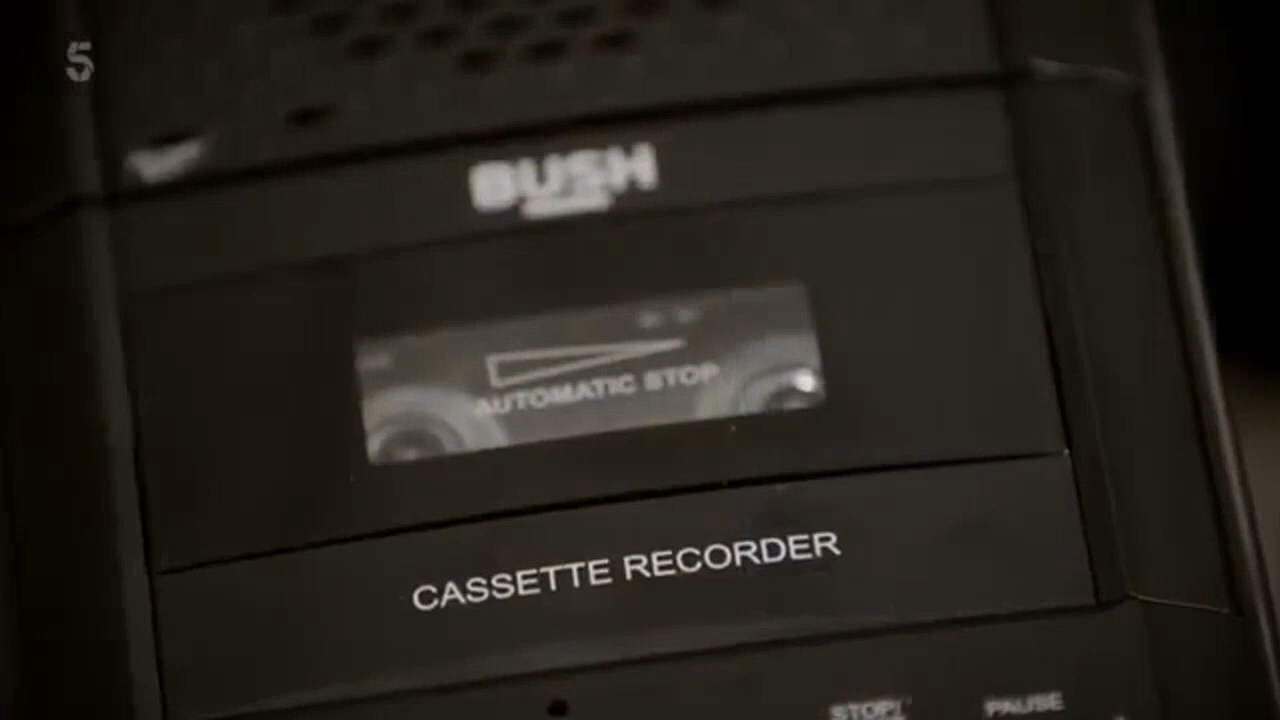 5
BUSH
AUTOMATIC STOP
CASSETTE RECORDER
STOP/
PAUSE